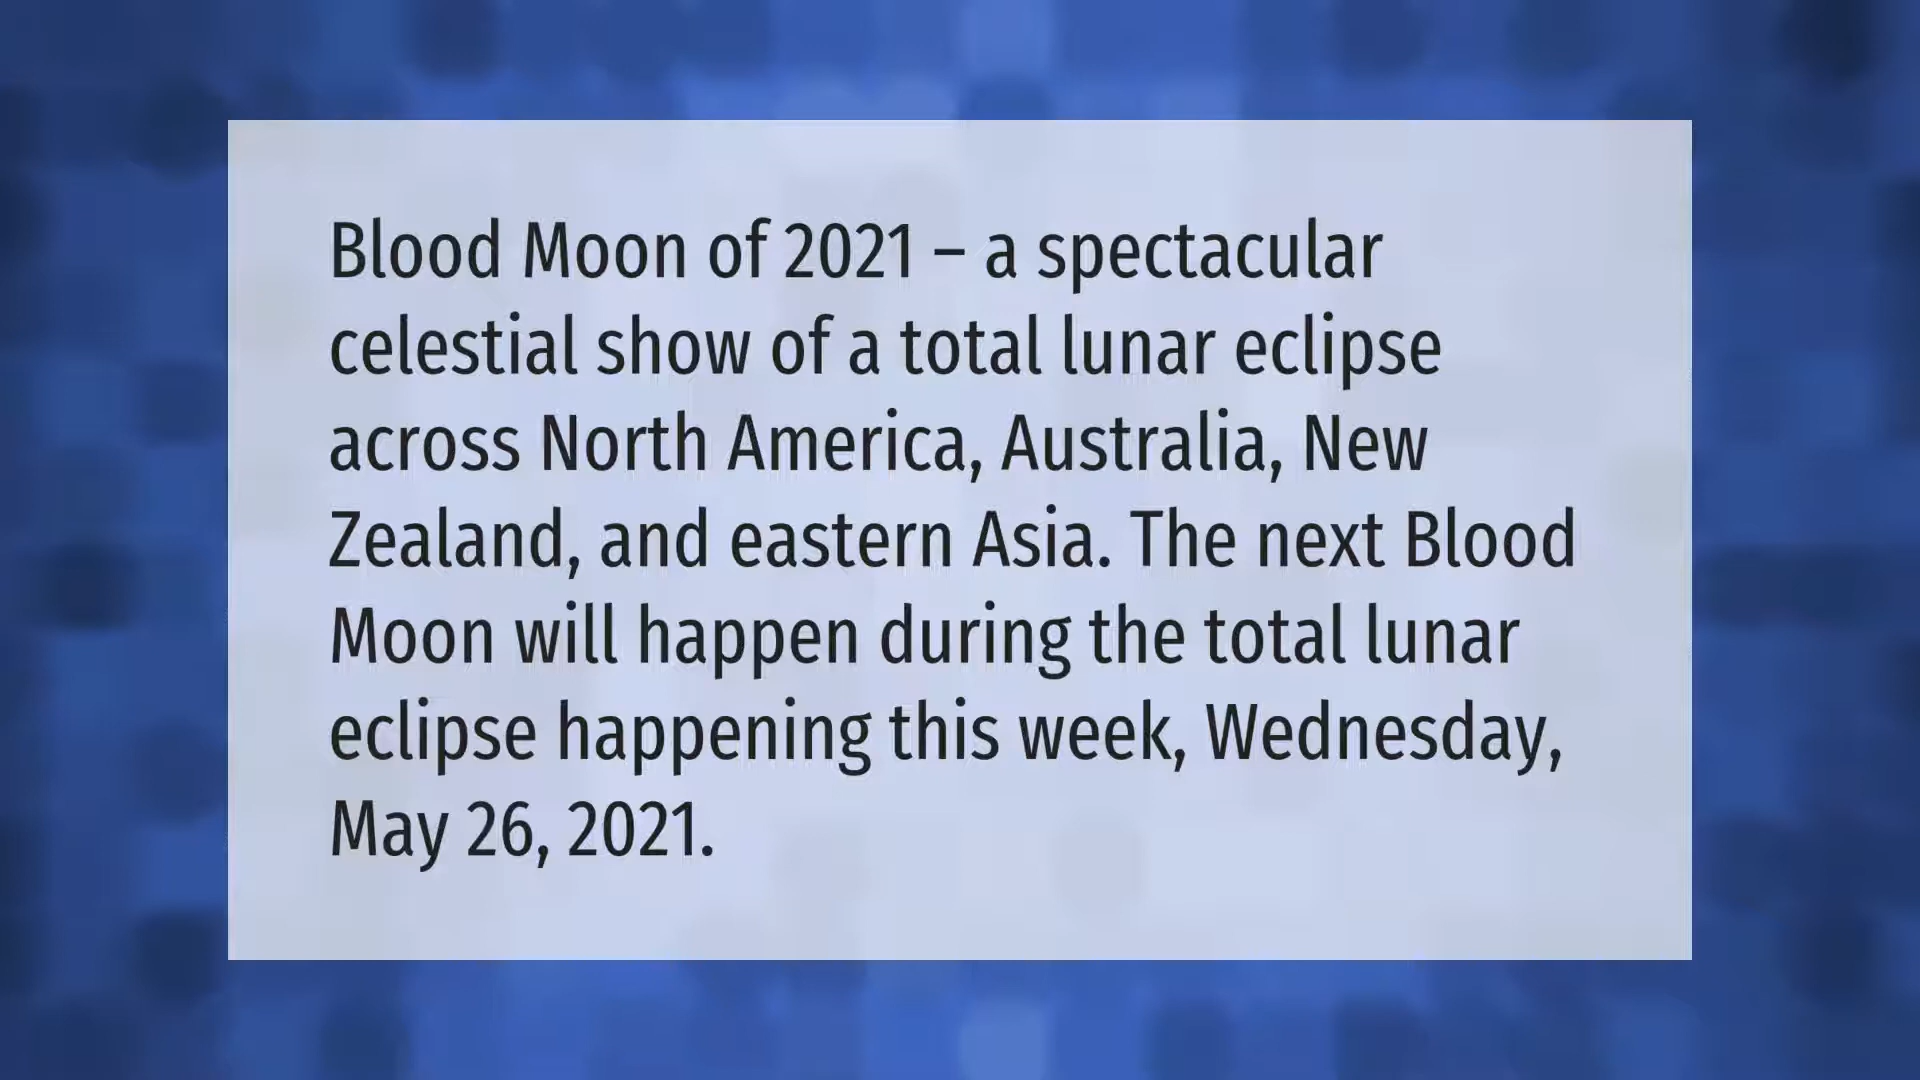 Blood Moon of 2021 – a spectacular
celestial show of a total lunar eclipse
across North America, Australia, New
Zealand, and eastern Asia. The next Blood
Moon will happen during the total lunar
eclipse happening this week, Wednesday,
May 26, 2021.